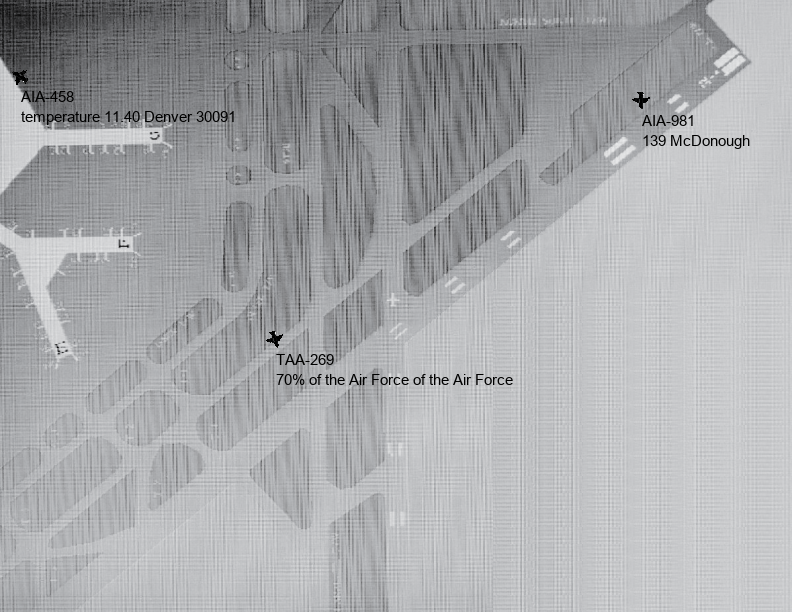 AIA-458
temperature 11.40 Denver 30091
AIA-981
139 McDonough
TAA-269
70% of the Air Force of the Air Force